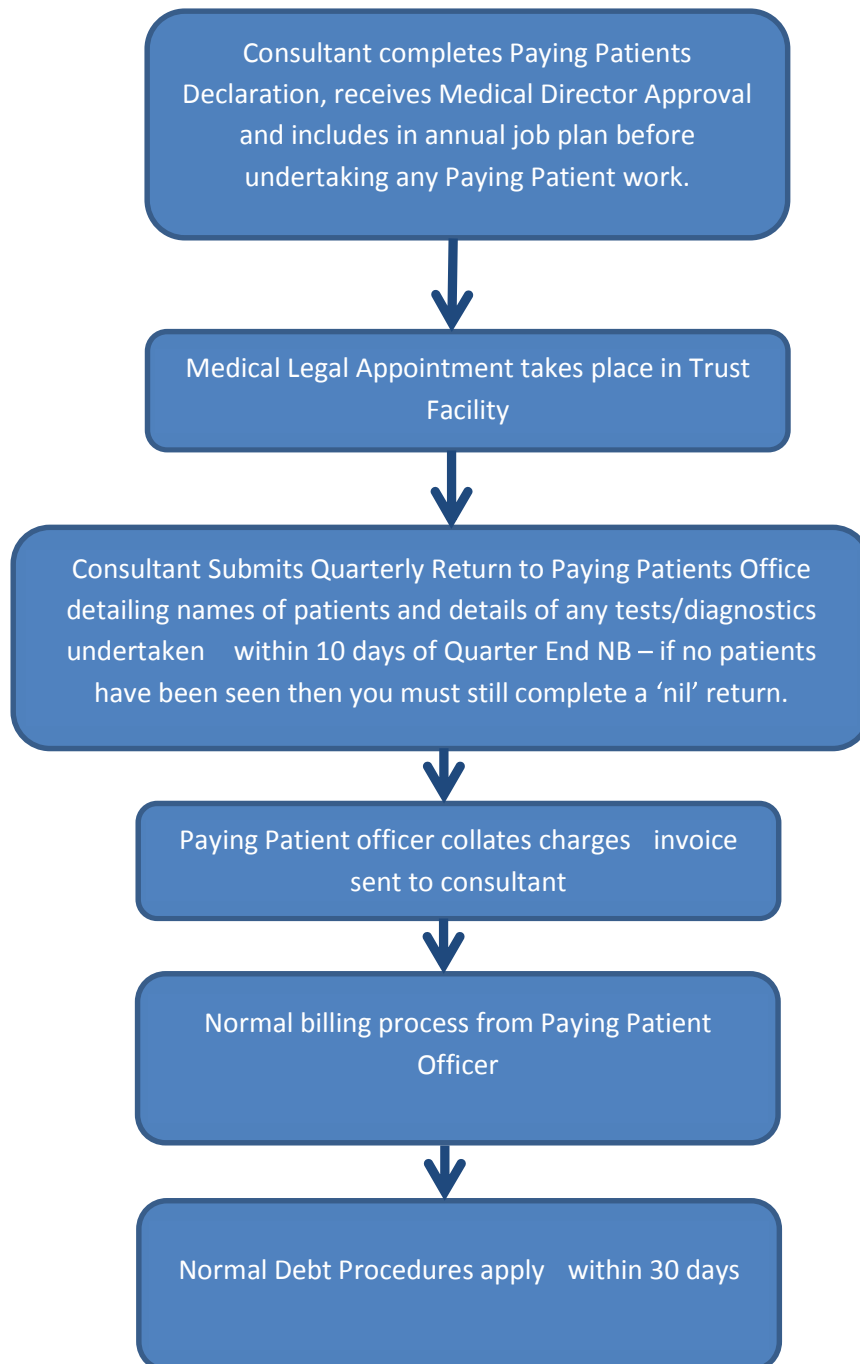 Consultant completes Paying Patients
Declaration, receives Medical Director Approval
and includes in annual job plan before
undertaking any Paying Patient work.
Medical Legal Appointment takes place in Trust
Facility
Consultant Submits Quarterly Return to Paying Patients Office
detailing names of patients and details of any tests/diagnostics
undertaken within 10 days of Quarter End NB – if no patients
have been seen then you must still complete a ‘nil’ return.
Paying Patient officer collates charges invoice
sent to consultant
Normal billing process from Paying Patient
Officer
Normal Debt Procedures apply within 30 days